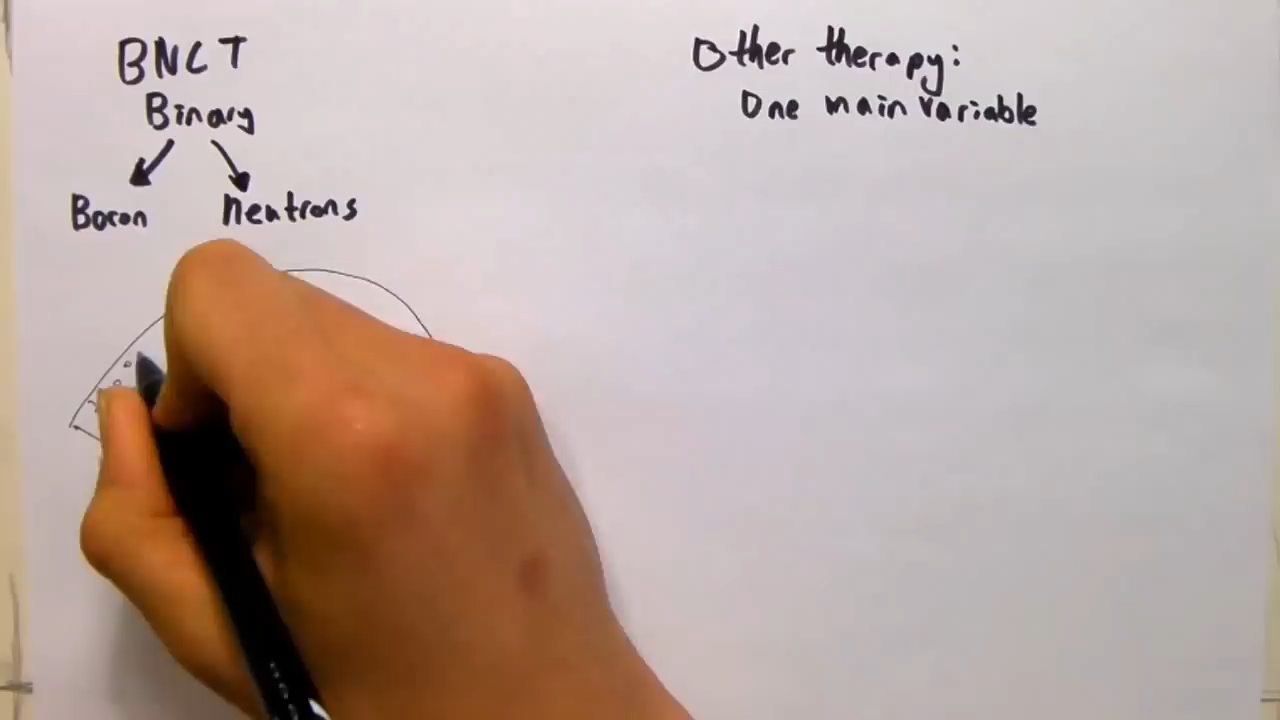 BNCT
Binary
Boron
Neutrons
Other therapy:
One main variable